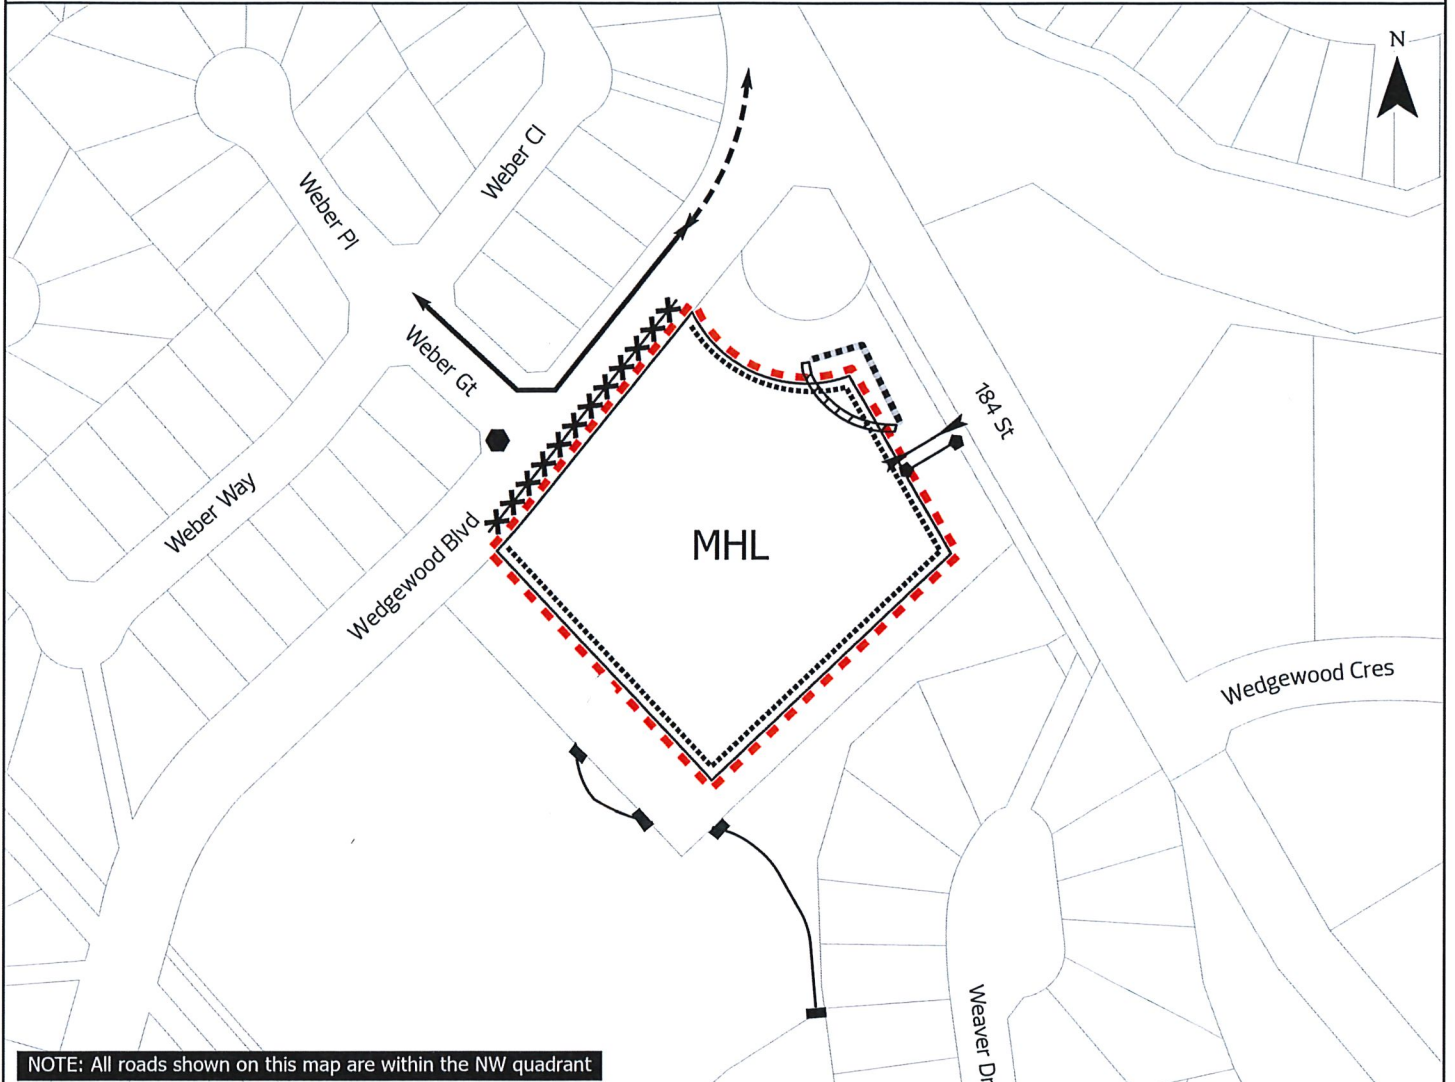 N
Weber Cl
Weber Pl
Weber Gt
184 St
Weber Way
Wedgewood Blvd
MHL
Wedgewood Cres
Weaver Dr
NOTE: All roads shown on this map are within the NW quadrant